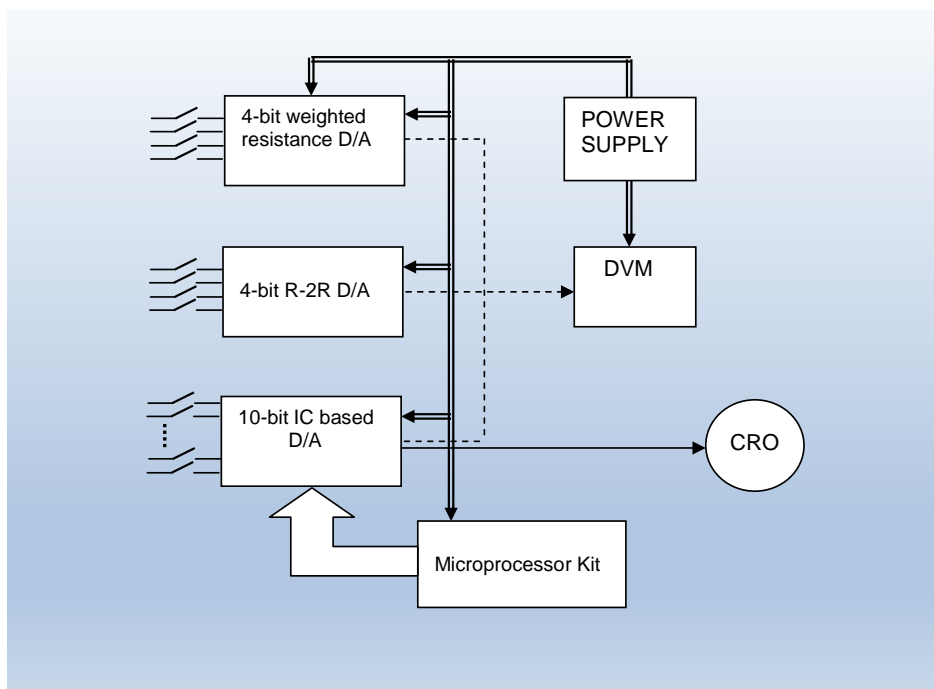 4-bit weighted
resistance D/A
POWER
SUPPLY
4-bit R-2R D/A
DVM
10-bit IC based
D/A
CRO
Microprocessor Kit